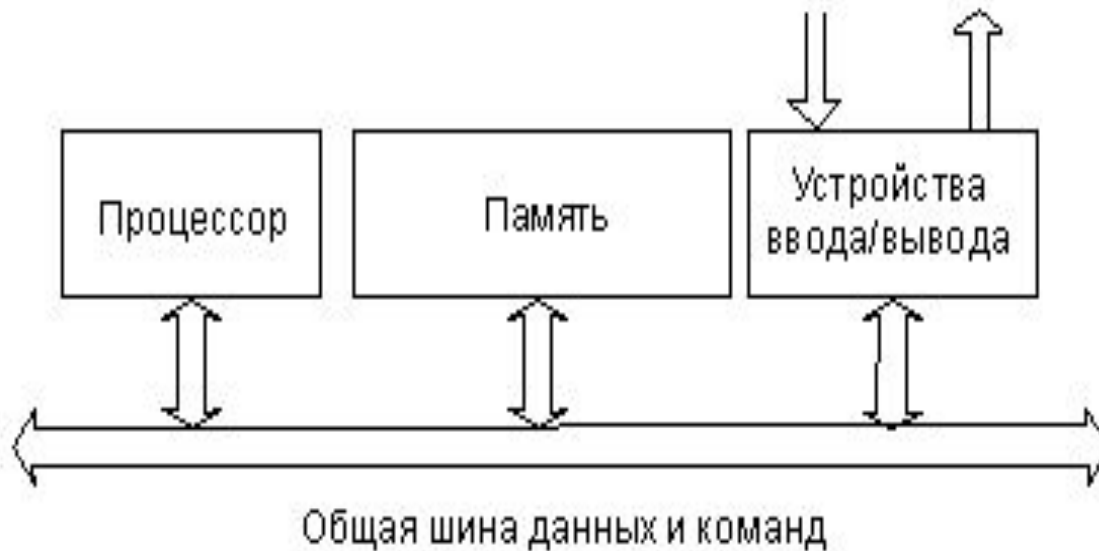 Процессор
Память
Устройства
ввода/вывода
Общая шина данных и команд